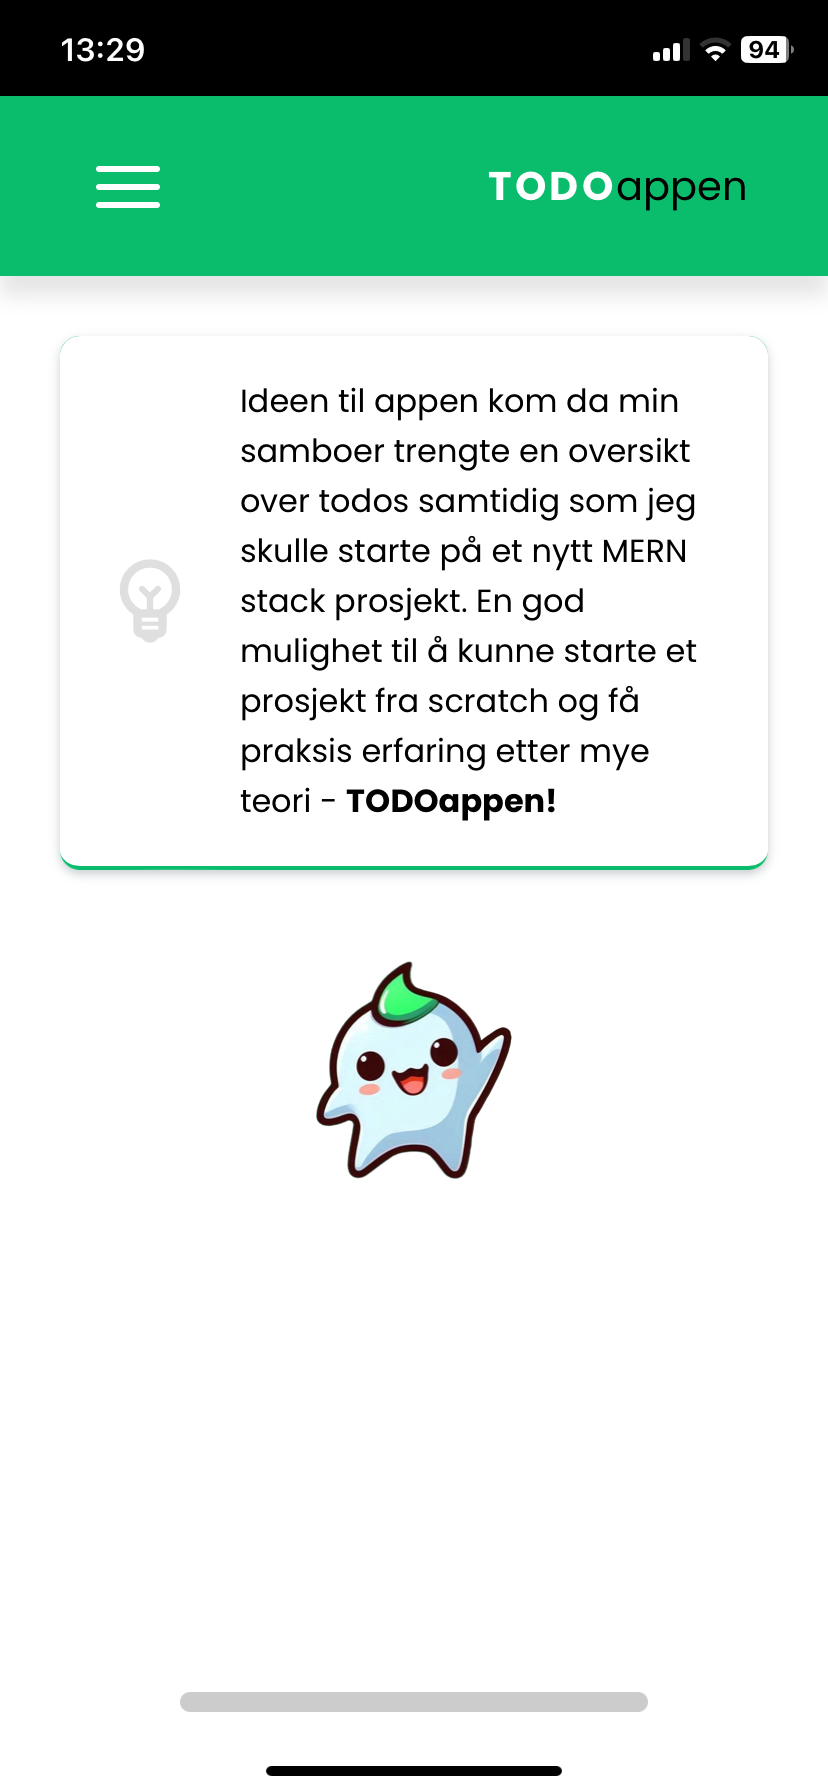 13:29
94
TODOappen
Ideen til appen kom da min
samboer trengte en oversikt
over todos samtidig som jeg
skulle starte på et nytt MERN
stack prosjekt. En god
mulighet til å kunne starte et
prosjekt fra scratch og få
praksis erfaring etter mye
teori - TODOappen!